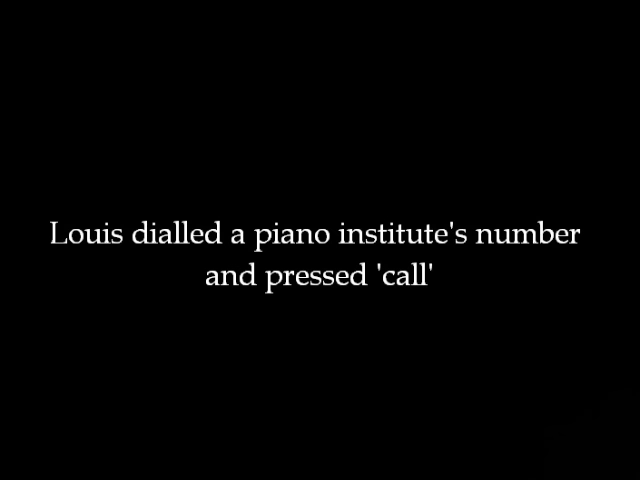 Louis dialled a piano institute's number
and pressed 'call'